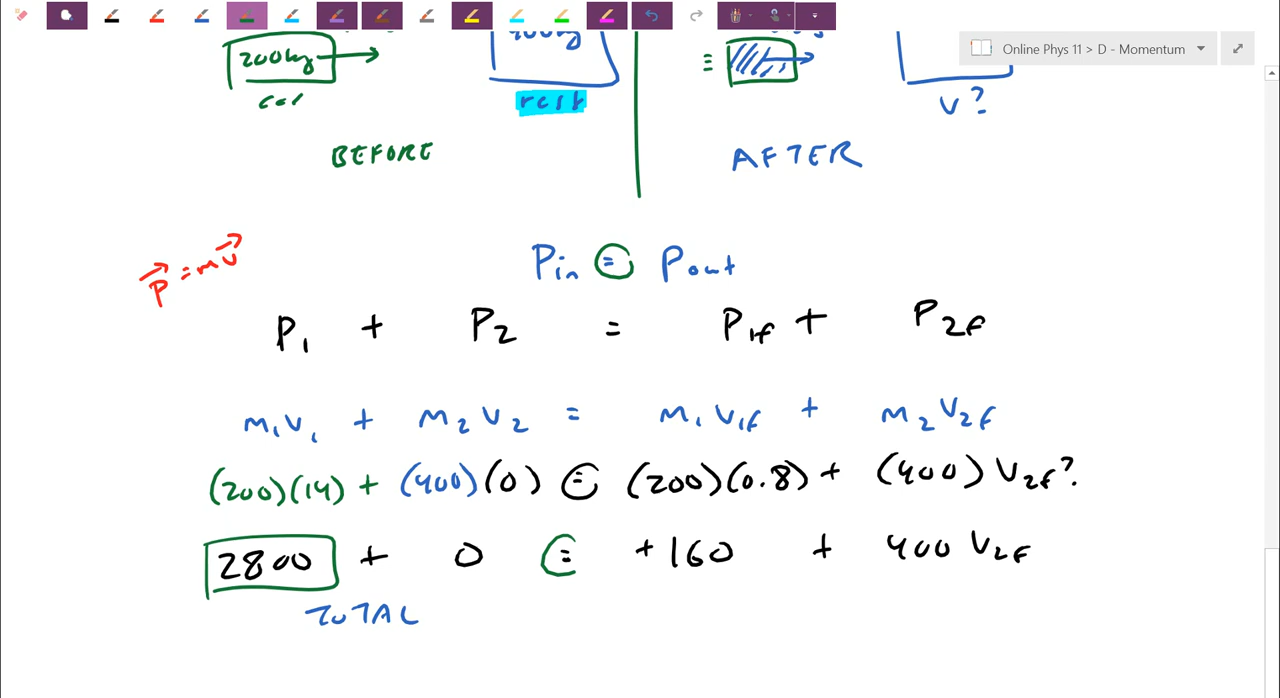 Online Phys 11 > D - Momentum
200kg
rest
V?
BEFORE
AFTER
p = mv
Pin = Pout
P1 + P2 = P1f + P2f
m1v1 + m2v2 = m1v1f + m2v2f
(200)(14) + (400)(0) = (200)(0.8) + (400) V2f?
2800 + 0 = +160 + 400 V2f
TOTAL